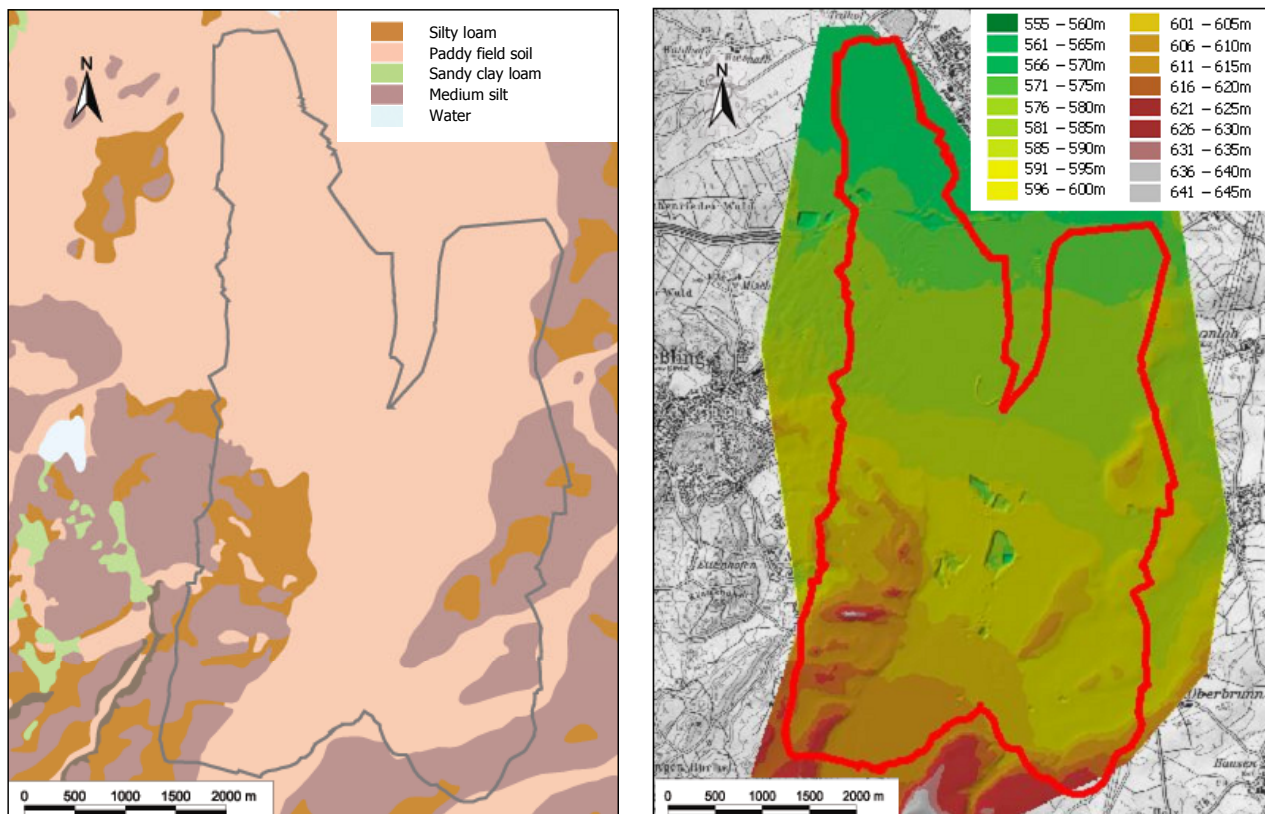 Silty loam
Paddy field soil
Sandy clay loam
Medium silt
Water
N
0 500 1000 1500 2000 m
555 – 560m
561 – 565m
566 – 570m
571 – 575m
576 – 580m
581 – 585m
585 – 590m
591 – 595m
596 – 600m
601 – 605m
606 – 610m
611 – 615m
616 – 620m
621 – 625m
626 – 630m
631 – 635m
636 – 640m
641 – 645m
N
Oberbrunn
Hausen
0 500 1000 1500 2000 m